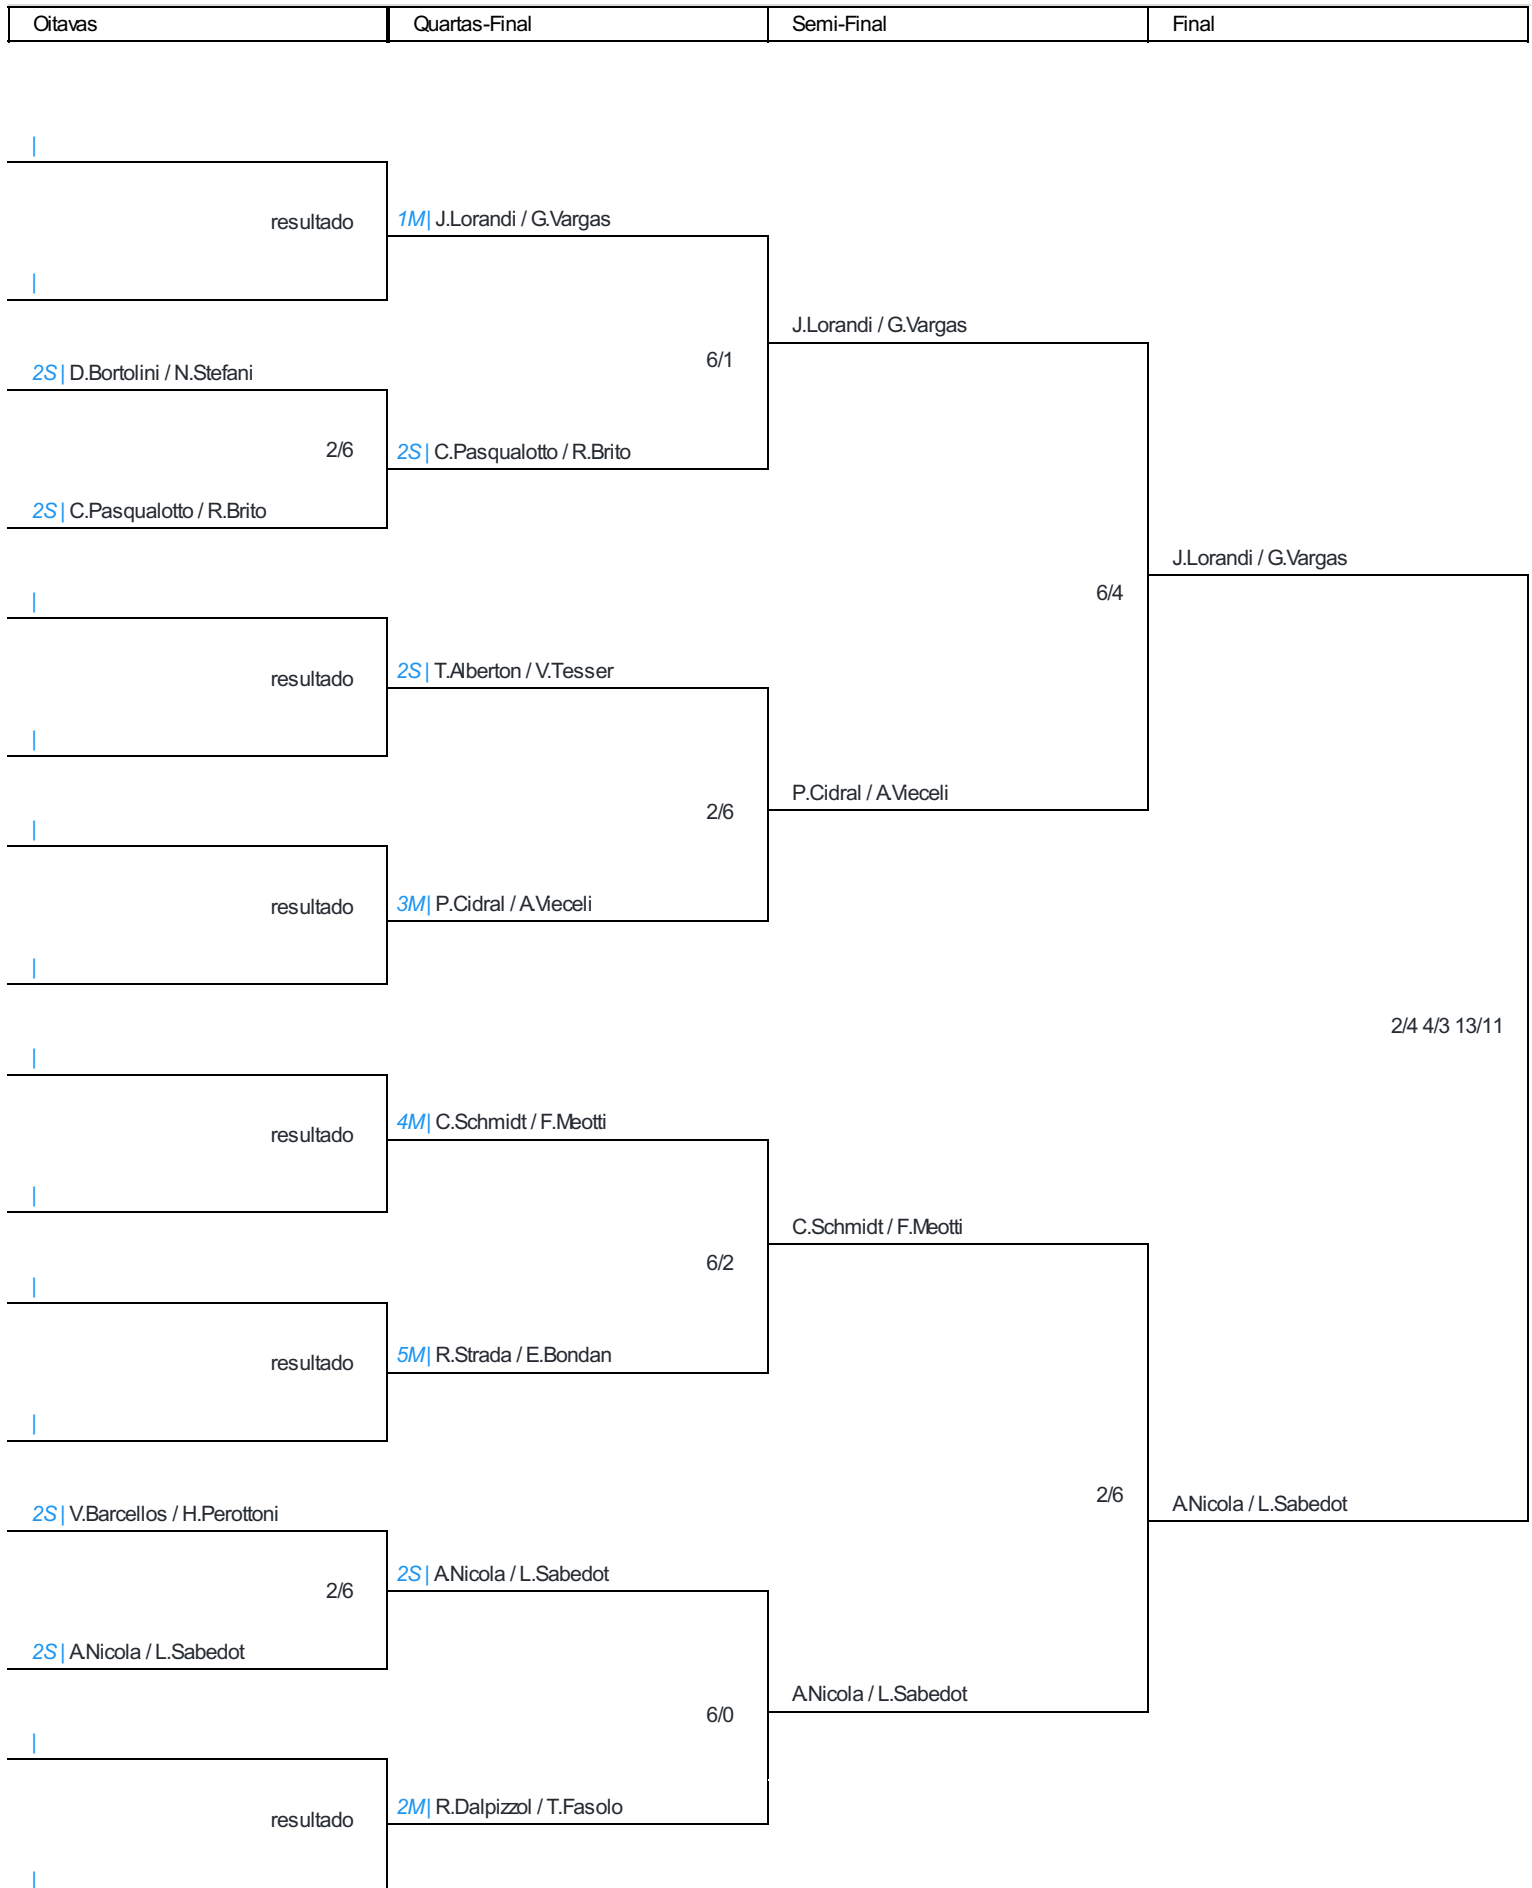 Oitavas Quartas-Final Semi-Final Final
|
resultado 1M| J.Lorandi / G.Vargas
|
J.Lorandi / G.Vargas
6/1
2S| D.Bortolini / N.Stefani
2/6 2S| C.Pasqualotto / R.Brito
2S| C.Pasqualotto / R.Brito
J.Lorandi / G.Vargas
6/4
|
resultado 2S| T.Alberton / V.Tesser
|
P.Cidral / A.Vieceli
2/6
|
resultado 3M| P.Cidral / A.Vieceli
|
2/4 4/3 13/11
|
resultado 4M| C.Schmidt / F.Meotti
|
C.Schmidt / F.Meotti
6/2
|
resultado 5M| R.Strada / E.Bondan
|
2/6 A.Nicola / L.Sabedot
2S| V.Barcellos / H.Perottoni
2/6 2S| A.Nicola / L.Sabedot
2S| A.Nicola / L.Sabedot
A.Nicola / L.Sabedot
6/0
|
resultado 2M| R.Dalpizzol / T.Fasolo
|